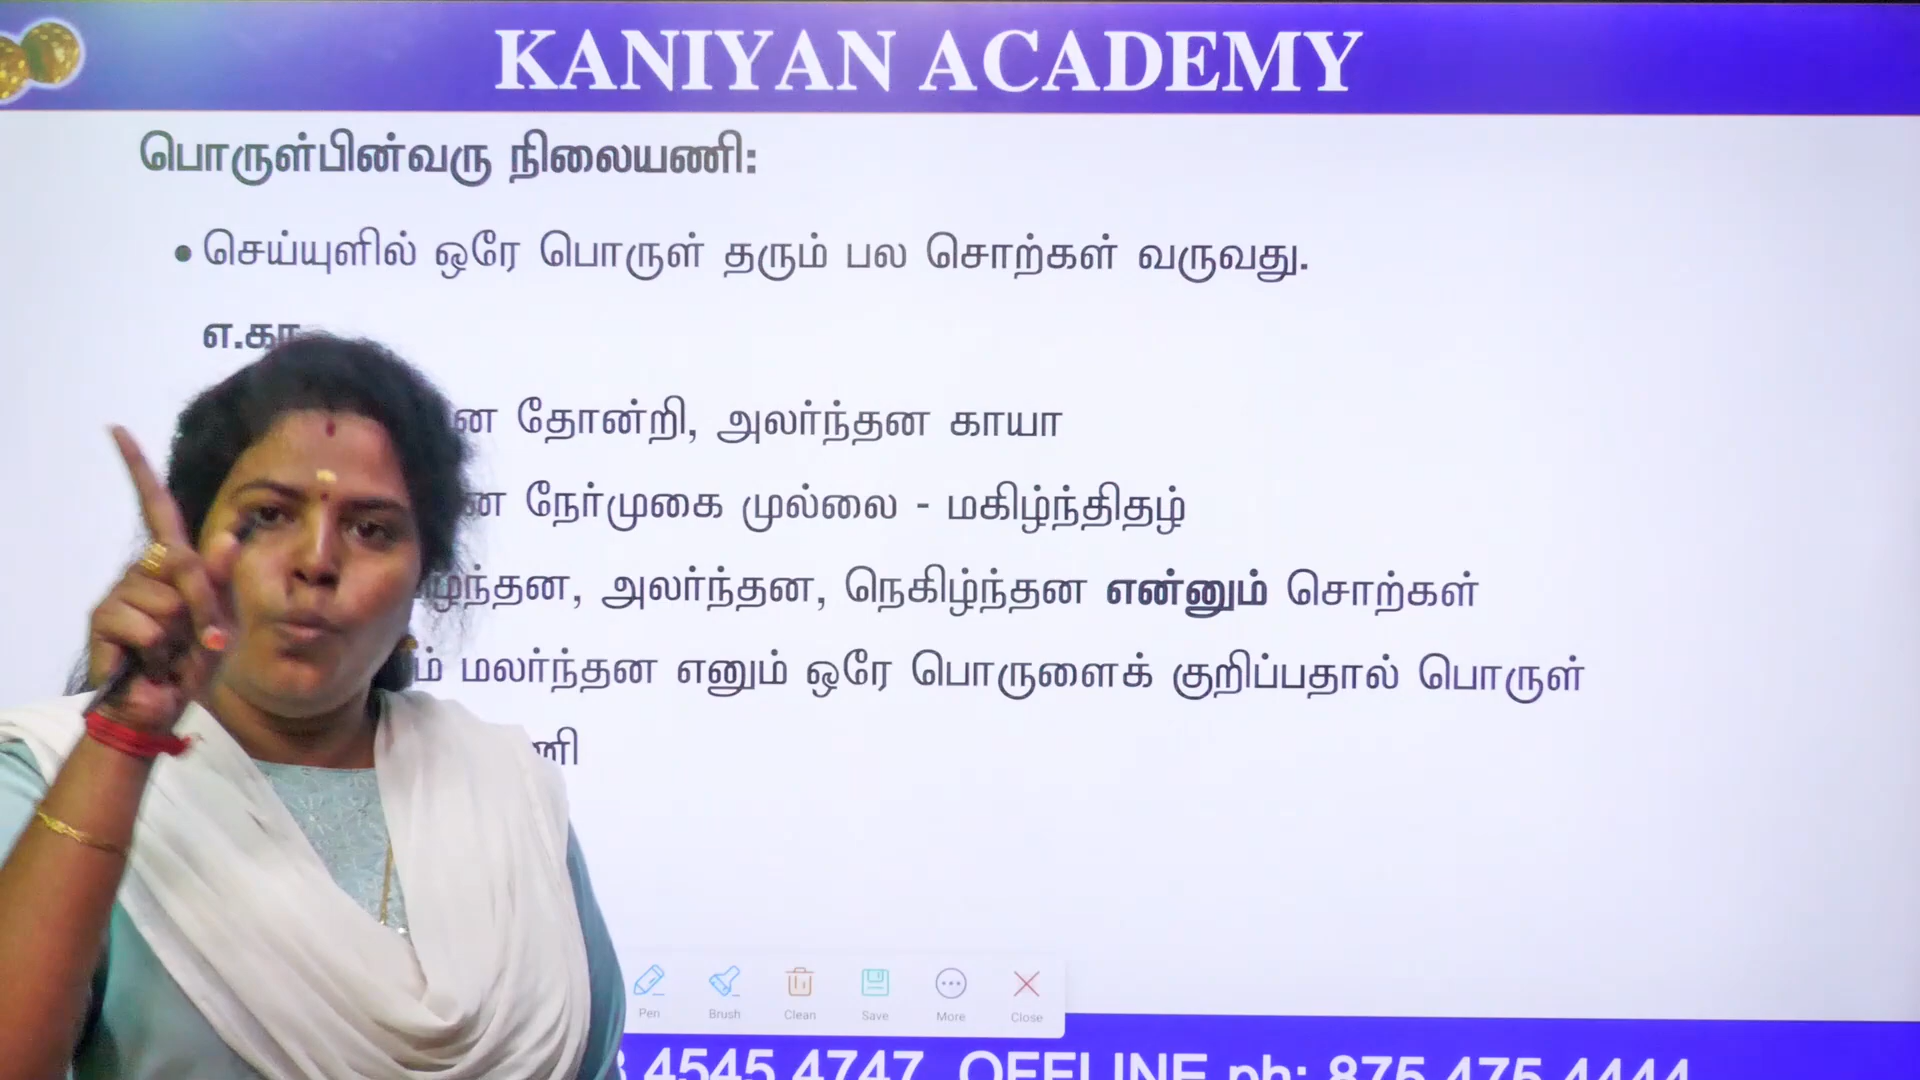 KANIYAN ACADEMY
பொருள்பின்வரு நிலையணி:
• செய்யுளில் ஒரே பொருள் தரும் பல சொற்கள் வருவது.
எ.கா
தோன்றி, அலர்ந்தன காயா
நேர்முகை முல்லை - மகிழ்ந்திதழ்
அலர்ந்தன, நெகிழ்ந்தன என்னும் சொற்கள்
மலர்ந்தன எனும் ஒரே பொருளைக் குறிப்பதால் பொருள்
Pen Brush Clean Save More Close
4545 4747 OFFLINE ph: 875 475 4444